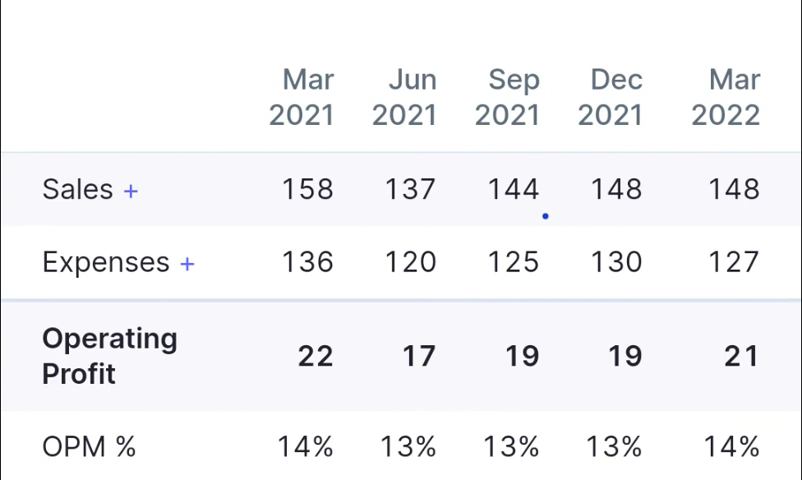 Mar Jun Sep Dec Mar
2021 2021 2021 2021 2022
Sales + 158 137 144 148 148
Expenses + 136 120 125 130 127
Operating
Profit 22 17 19 19 21
OPM % 14% 13% 13% 13% 14%